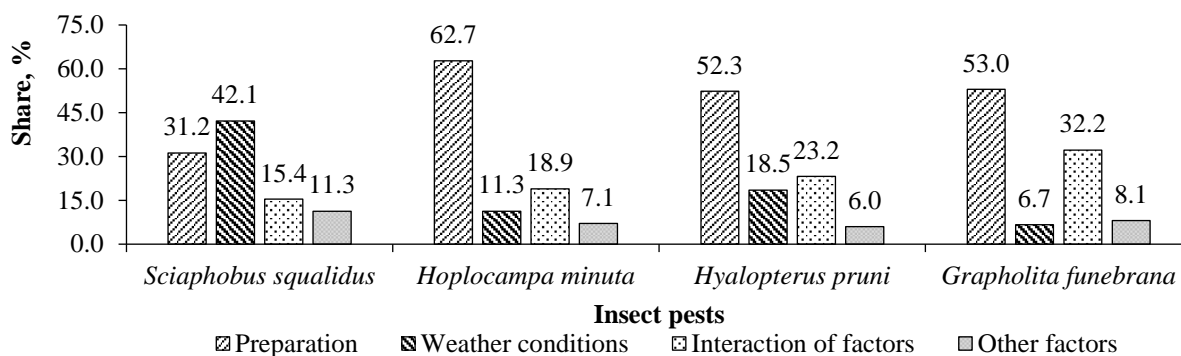 Share, %
75.0
60.0
45.0
30.0
15.0
0.0
31.2 42.1 15.4 11.3
62.7 11.3 18.9 7.1
52.3 18.5 23.2 6.0
53.0 6.7 32.2 8.1
Sciaphobus squalidus Hoplocampa minuta Hyalopterus pruni Grapholita funebrana
Insect pests
Preparation Weather conditions Interaction of factors Other factors